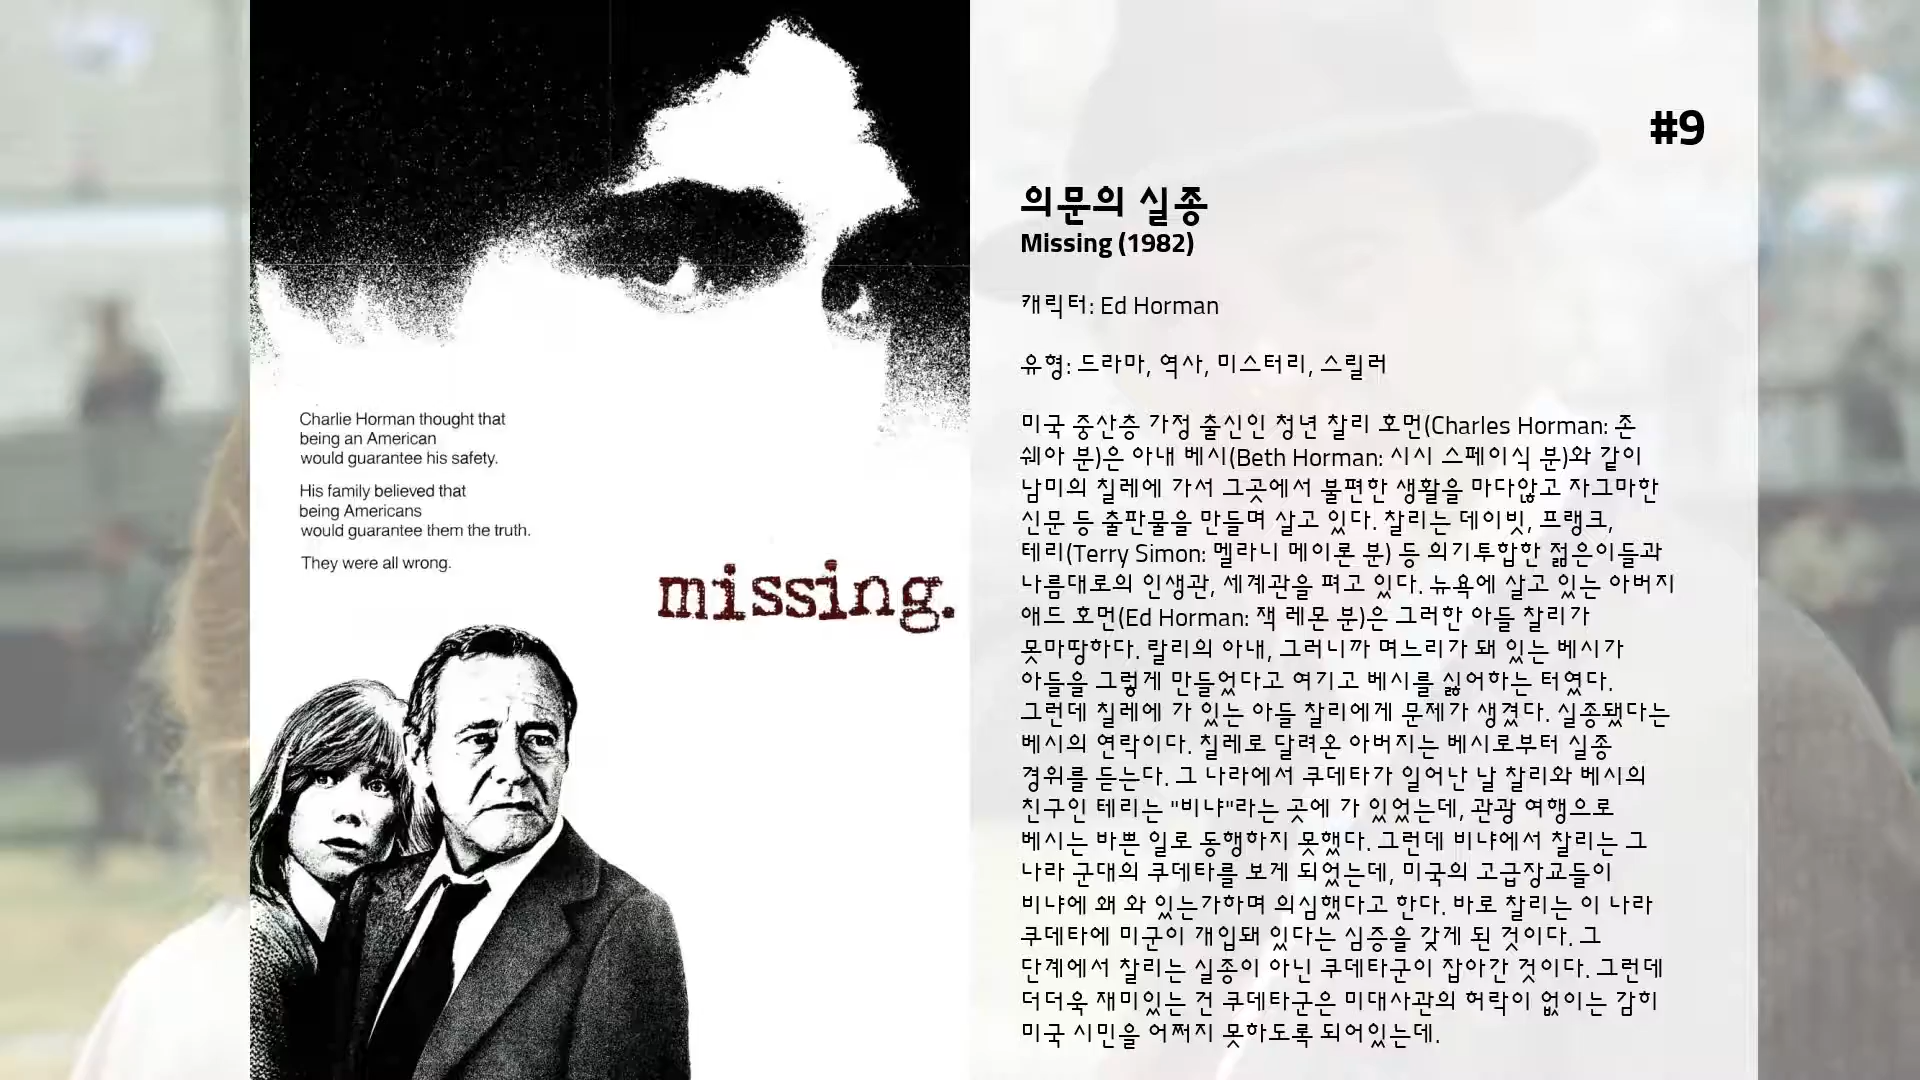 Charlie Horman thought that
being an American
would guarantee his safety.
His family believed that
being Americans
would guarantee them the truth.
They were all wrong.
missing.
#9
의문의 실종
Missing (1982)
캐릭터: Ed Horman
유형: 드라마, 역사, 미스터리, 스릴러
미국 중산층 가정 출신인 청년 찰리 호먼(Charles Horman: 존
쉐아 분)은 아내 베시(Beth Horman: 시시 스페이식 분)와 같이
남미의 칠레에 가서 그곳에서 불편한 생활을 마다않고 자그마한
신문 등 출판물을 만들며 살고 있다. 찰리는 데이빗, 프랭크,
테리(Terry Simon: 멜라니 메이론 분) 등 의기투합한 젊은이들과
나름대로의 인생관, 세계관을 펴고 있다. 뉴욕에 살고 있는 아버지
애드 호먼(Ed Horman: 잭 레몬 분)은 그러한 아들 찰리가
못마땅하다. 랄리의 아내, 그러니까 며느리가 돼 있는 베시가
아들을 그렇게 만들었다고 여기고 베시를 싫어하는 터였다.
그런데 칠레에 가 있는 아들 찰리에게 문제가 생겼다. 실종됐다는
베시의 연락이다. 칠레로 달려온 아버지는 베시로부터 실종
경위를 듣는다. 그 나라에서 쿠데타가 일어난 날 찰리와 베시의
친구인 테리는 "비냐"라는 곳에 가 있었는데, 관광 여행으로
베시는 바쁜 일로 동행하지 못했다. 그런데 비냐에서 찰리는 그
나라 군대의 쿠데타를 보게 되었는데, 미국의 고급장교들이
비냐에 왜 와 있는가하며 의심했다고 한다. 바로 찰리는 이 나라
쿠데타에 미군이 개입돼 있다는 심증을 갖게 된 것이다. 그
단계에서 찰리는 실종이 아닌 쿠데타군이 잡아간 것이다. 그런데
더더욱 재미있는 건 쿠데타군은 미대사관의 허락이 없이는 감히
미국 시민을 어쩌지 못하도록 되어있는데.